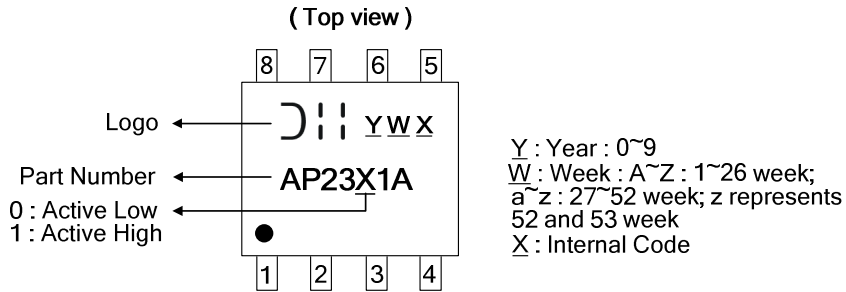 ( Top view )
8 7 6 5
Logo
Y W X
Part Number
AP23X1A
0 : Active Low
1 : Active High
1 2 3 4
Y : Year : 0~9
W : Week : A~Z : 1~26 week;
a~z : 27~52 week; z represents
52 and 53 week
X : Internal Code